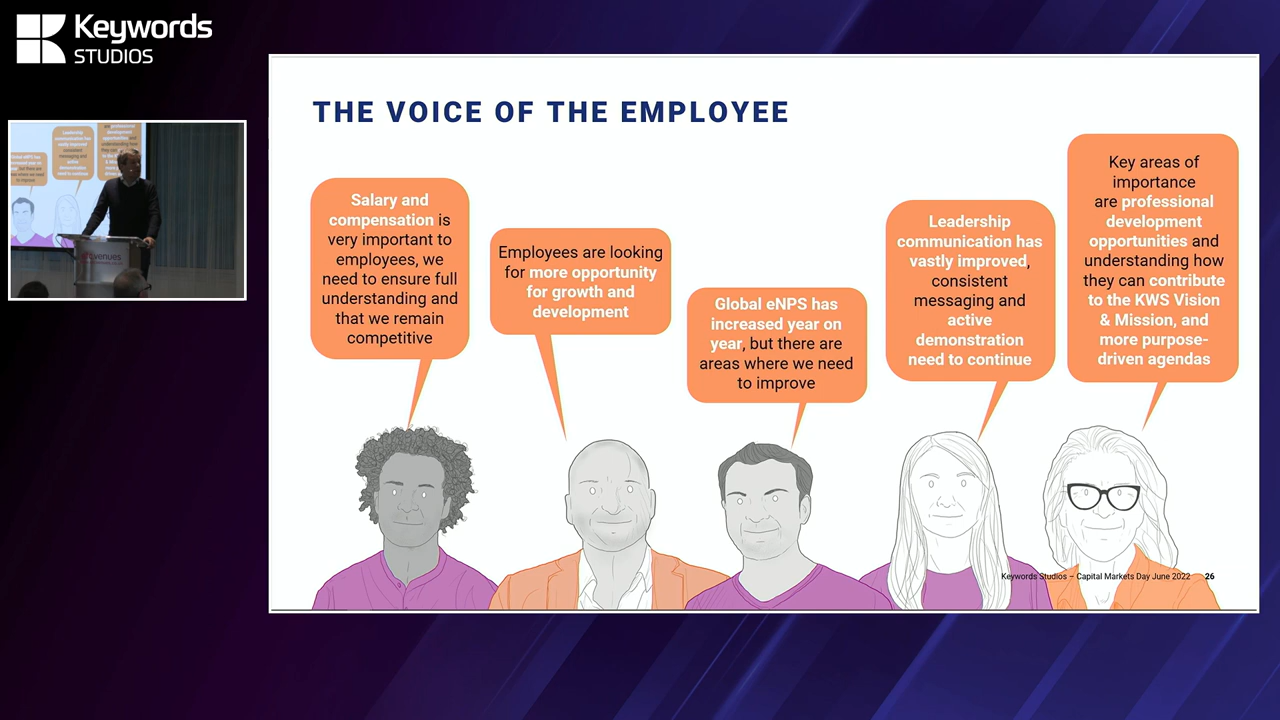 Keywords
STUDIOS
THE VOICE OF THE EMPLOYEE
Salary and
compensation is
very important to
employees, we
need to ensure full
understanding and
that we remain
competitive
Employees are looking
for more opportunity
for growth and
development
Global eNPS has
increased year on
year, but there are
areas where we need
to improve
Leadership
communication has
vastly improved,
consistent
messaging and
active
demonstration
need to continue
Key areas of
importance
are professional
development
opportunities and
understanding how
they can contribute
to the KWS Vision
& Mission, and
more purpose-
driven agendas
Keywords Studios – Capital Markets Day June 2022 26